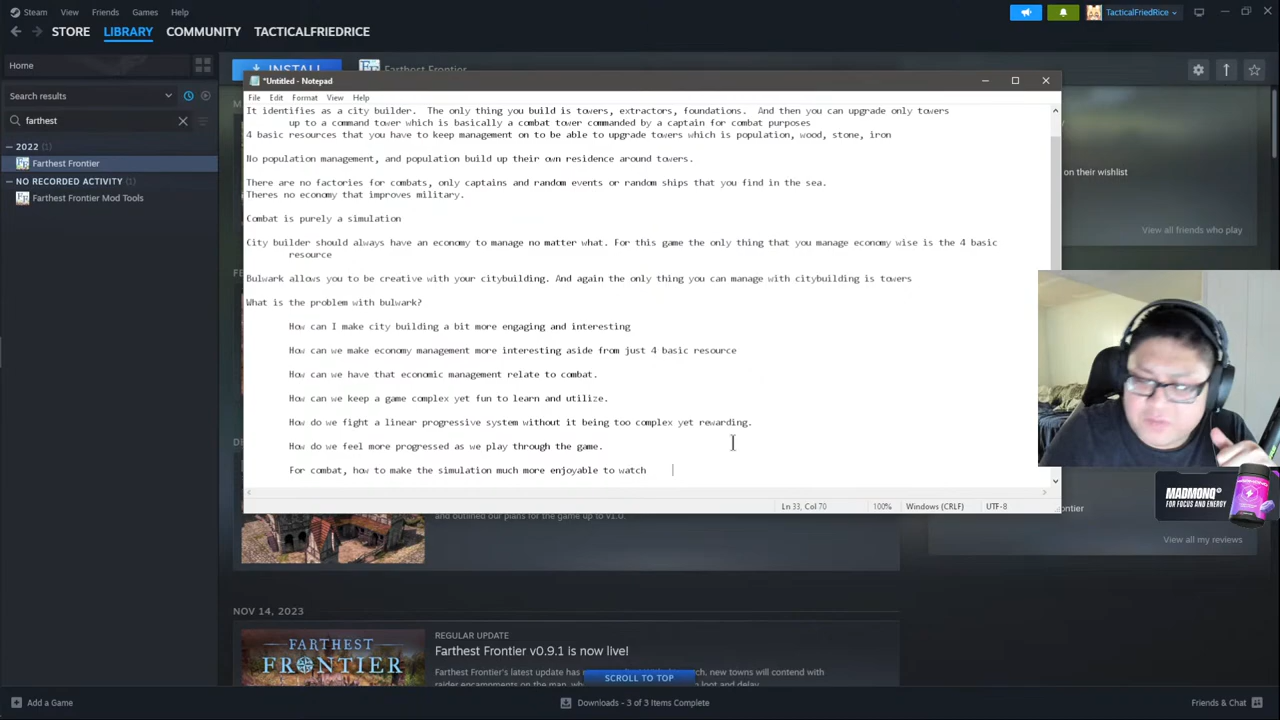 Steam View Friends Games Help
TacticalFriedRice
STORE LIBRARY COMMUNITY TACTICALFRIEDRICE
Home
INSTALL Farthest Frontier
Search results
farthest
2022 (1)
Farthest Frontier
NO RECORDED ACTIVITY (1)
Farthest Frontier Mod Tools
*Untitled - Notepad
File Edit Format View Help
It identifies as a city builder. The only thing you build is towers, extractors, foundations. And then you can upgrade only towers
up to a command tower which is basically a combat tower commanded by a captain for combat purposes
4 basic resources that you have to keep management on to be able to upgrade towers which is population, wood, stone, iron
No population management, and population build up their own residence around towers.
There are no factories for combats, only captains and random events or random ships that you find in the sea.
Theres no economy that improves military.
Combat is purely a simulation
City builder should always have an economy to manage no matter what. For this game the only thing that you manage economy wise is the 4 basic
resource
Bulwark allows you to be creative with your citybuilding. And again the only thing you can manage with citybuilding is towers
What is the problem with bulwark?
How can I make city building a bit more engaging and interesting
How can we make economy management more interesting aside from just 4 basic resource
How can we have that economic management relate to combat.
How can we keep a game complex yet fun to learn and utilize.
How do we fight a linear progressive system without it being too complex yet rewarding.
How do we feel more progressed as we play through the game.
For combat, how to make the simulation much more enjoyable to watch
Ln 33, Col 70 100% Windows (CRLF) UTF-8
on their wishlist
View all friends who play
MADMONQ
FOR FOCUS AND ENERGY
View all my reviews
and outlined our plans for the game up to v1.0.
NOV 14, 2023
REGULAR UPDATE
Farthest Frontier v0.9.1 is now live!
FARTHEST
FRONTIER
SCROLL TO TOP
Add a Game
Downloads - 3 of 3 Items Complete
Friends & Chat